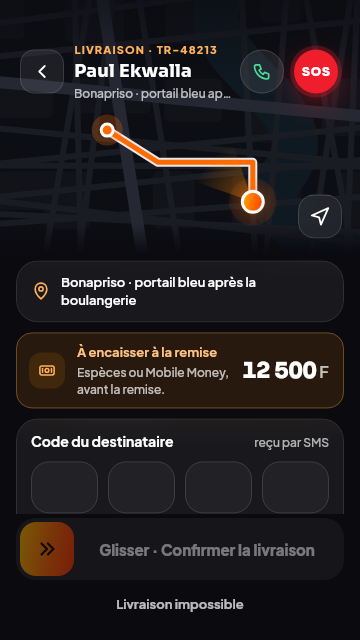 LIVRAISON · TR-48213
Paul Ekwalla
SOS
Bonapriso · portail bleu ap…
Bonapriso · portail bleu après la
boulangerie
À encaisser à la remise
Espèces ou Mobile Money,
avant la remise.
12 500 F
Code du destinataire
reçu par SMS
Glisser · Confirmer la livraison
Livraison impossible